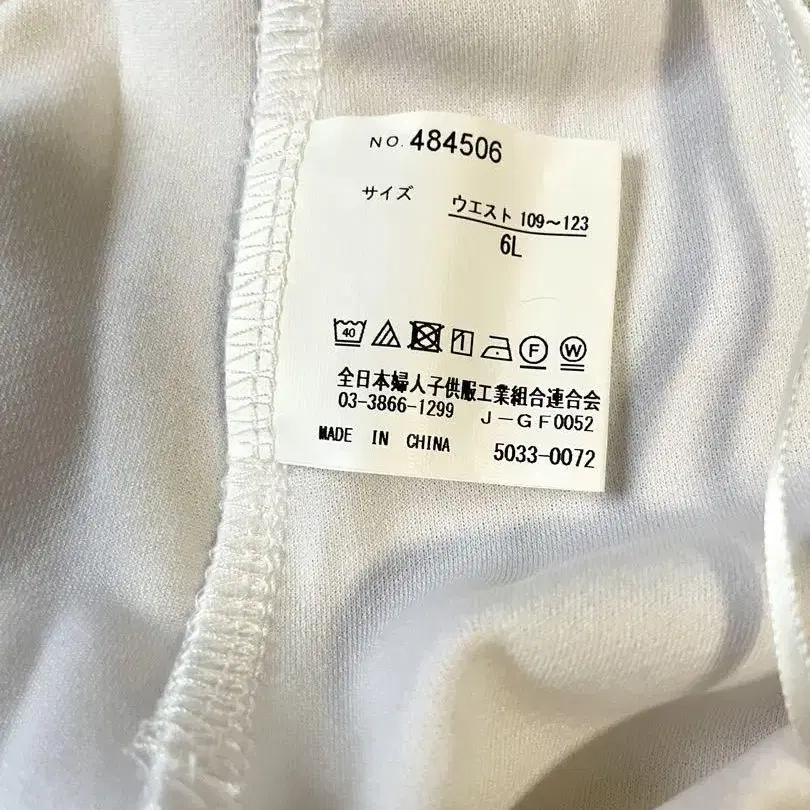 NO. 484506
サイズ ウエスト 109〜123
6L
40 F W
全日本婦人子供服工業組合連合会
03-3866-1299 J-GF0052
MADE IN CHINA 5033-0072